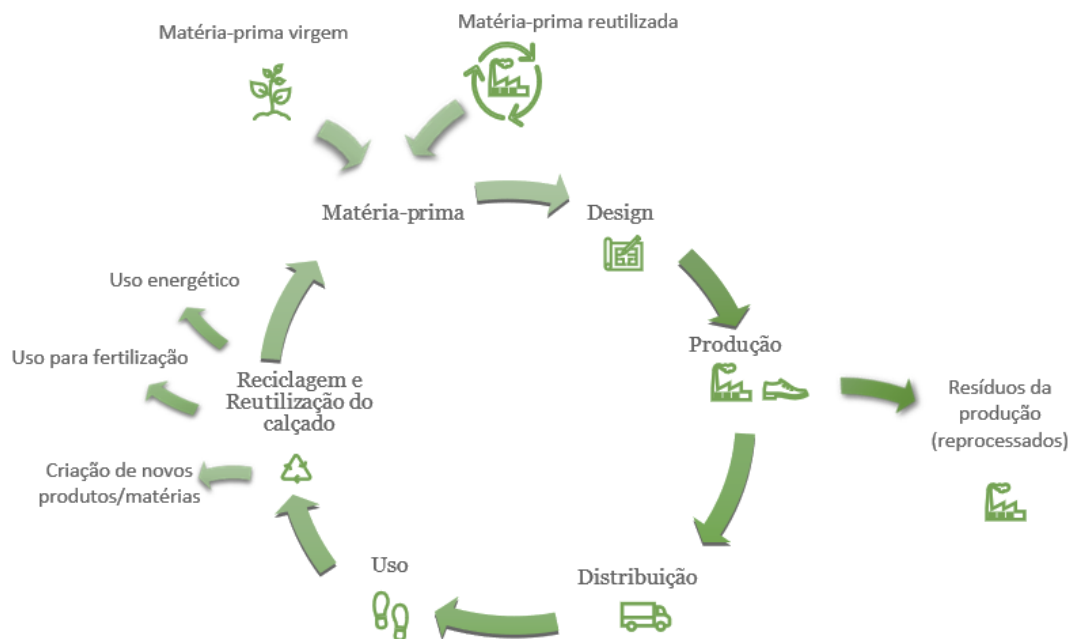 Matéria-prima virgem
Matéria-prima reutilizada
Matéria-prima
Design
Produção
Resíduos da
produção
(reprocessados)
Distribuição
Uso
Reciclagem e
Reutilização do
calçado
Uso energético
Uso para fertilização
Criação de novos
produtos/matérias